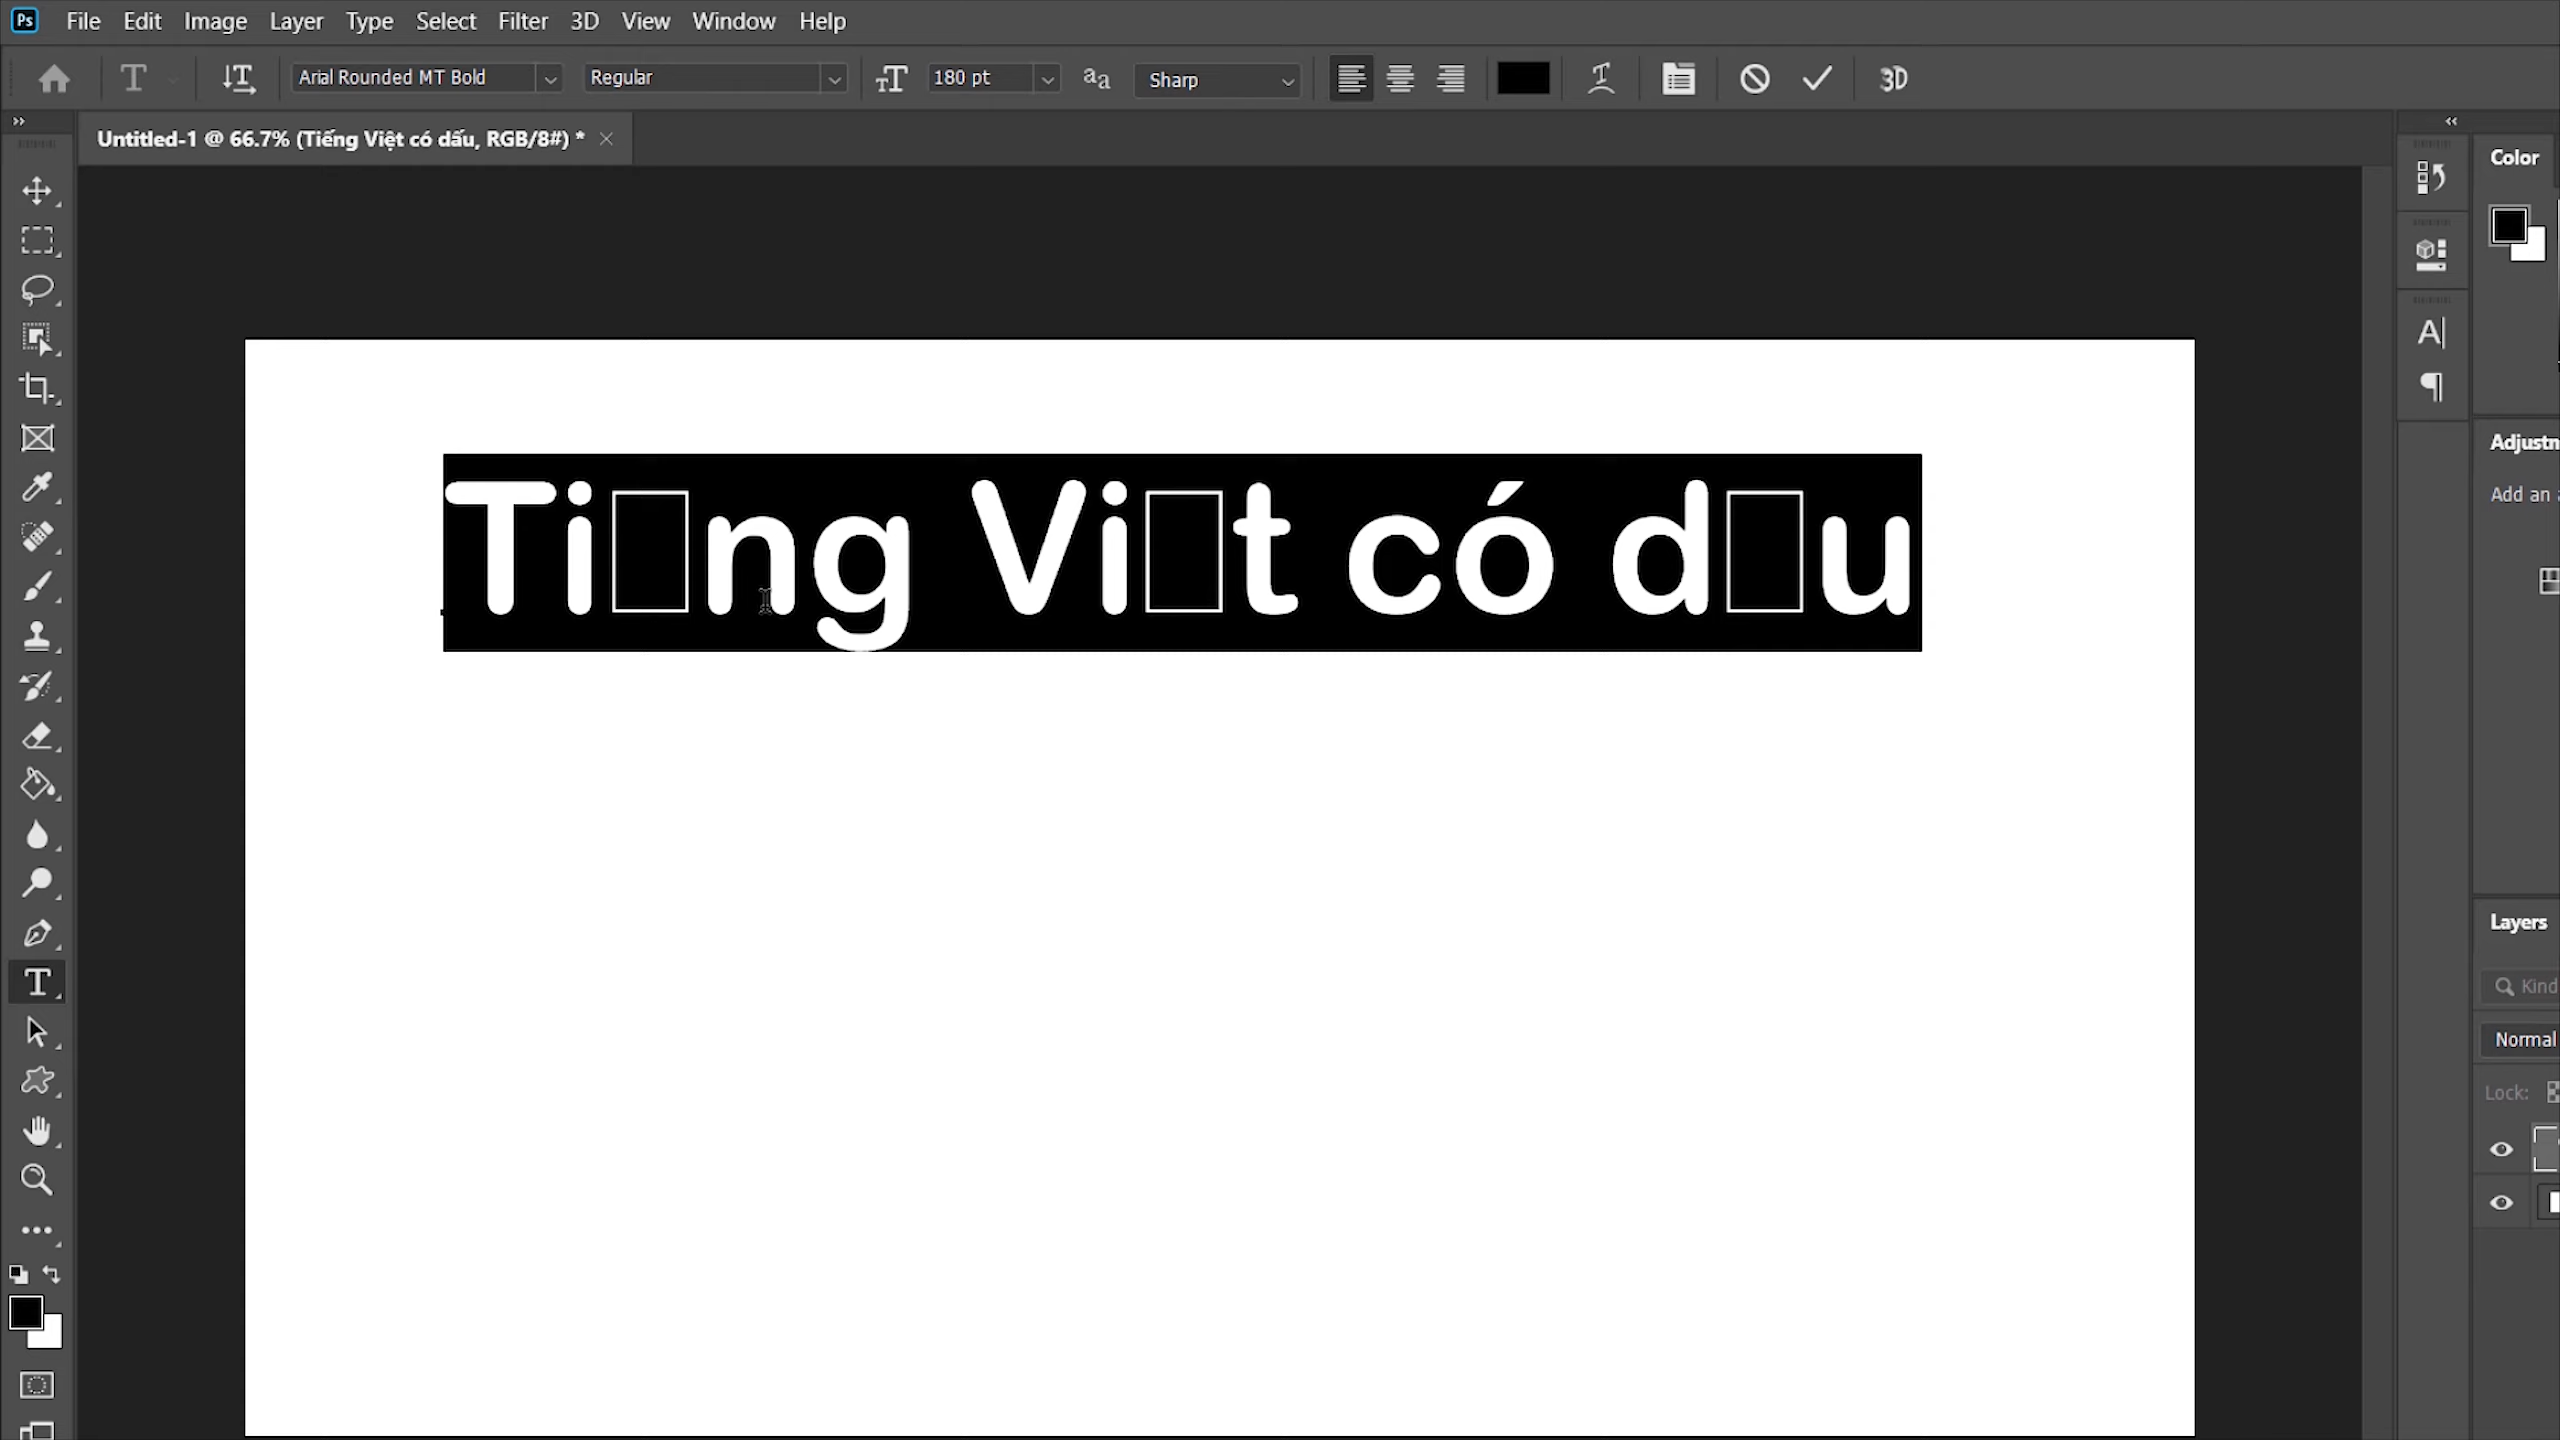 Ps File Edit Image Layer Type Select Filter 3D View Window Help
Arial Rounded MT Bold Regular 180 pt Sharp 3D
Untitled-1 @ 66.7% (Tiếng Việt có dấu, RGB/8#) *
Color
Ti□ng Vi□t có d□u
Adjustn
Add an
Layers
Kind
Normal
Lock: